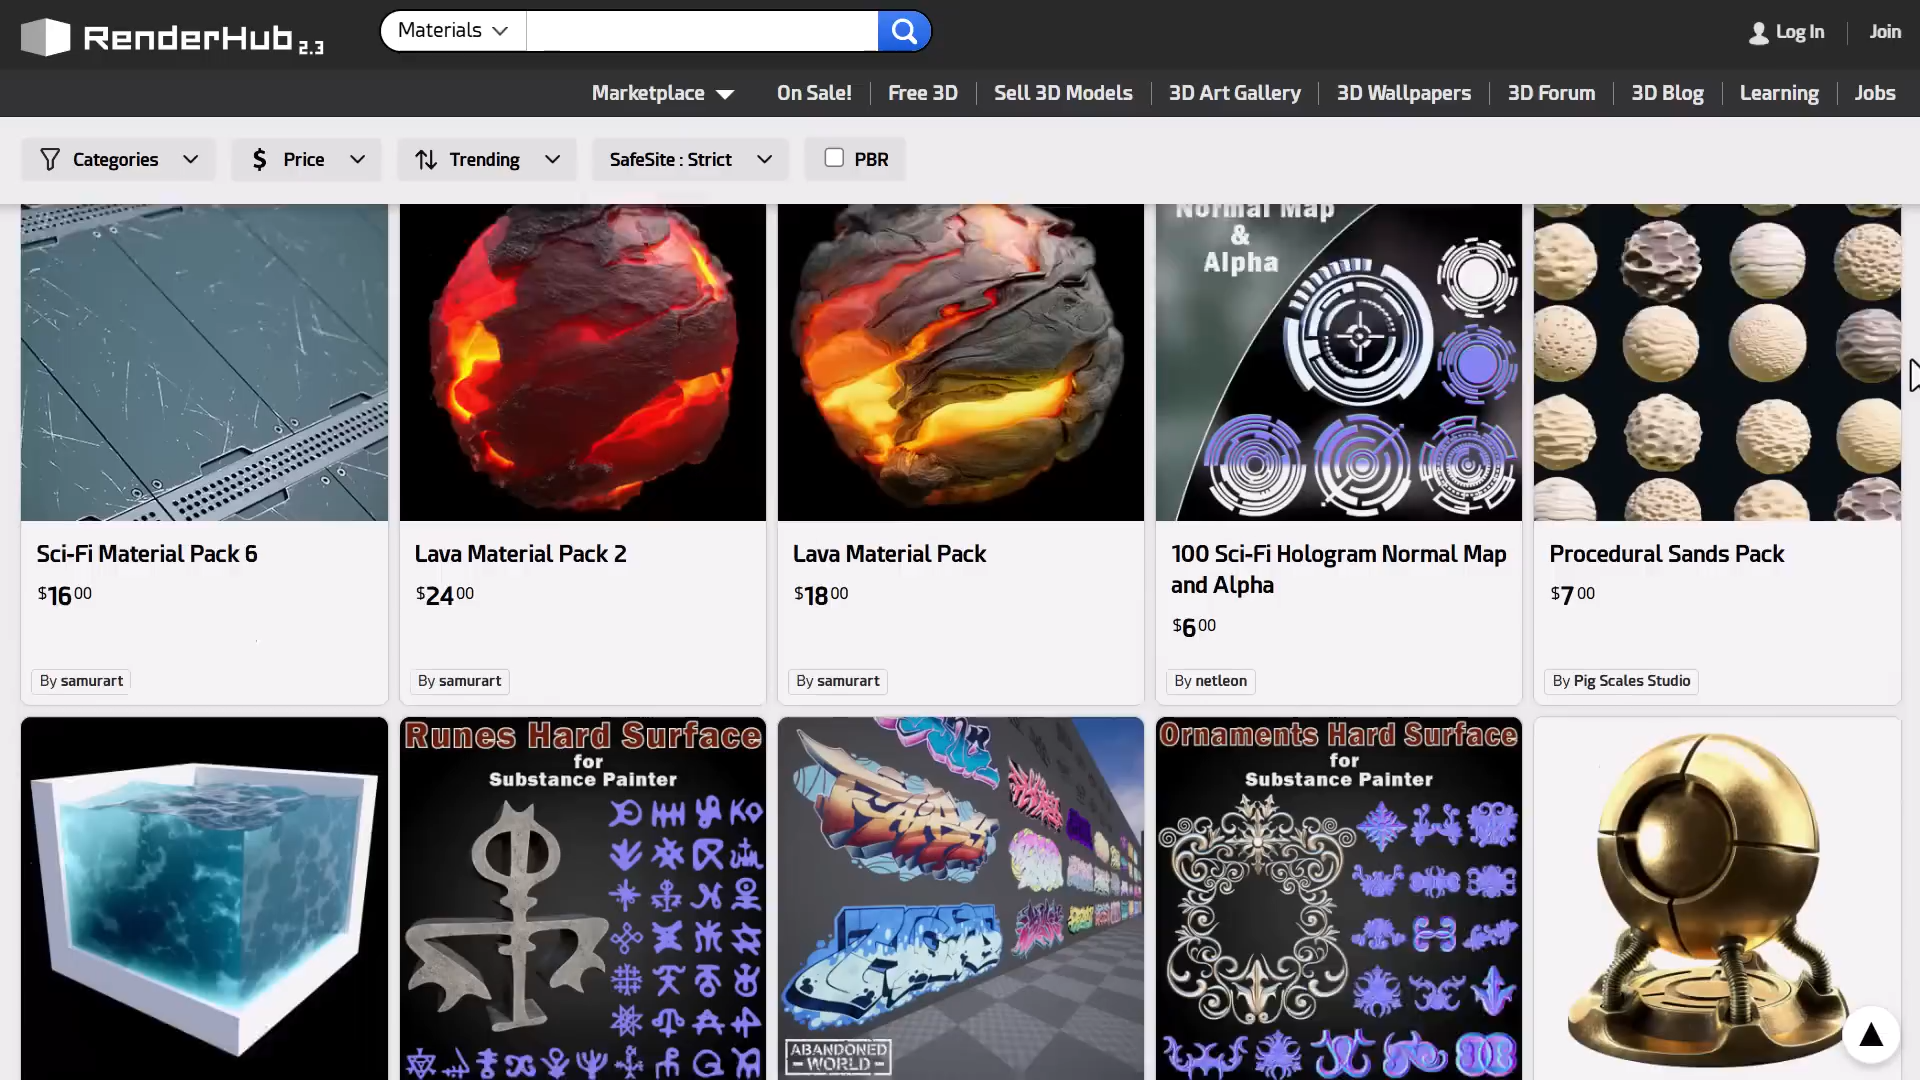 RenderHub 2.3
Materials
Log In
Join
Marketplace
On Sale!
Free 3D
Sell 3D Models
3D Art Gallery
3D Wallpapers
3D Forum
3D Blog
Learning
Jobs
Categories
$ Price
Trending
SafeSite : Strict
PBR
Normal Map
&
Alpha
Sci-Fi Material Pack 6
$16 00
By samurart
Lava Material Pack 2
$24 00
By samurart
Lava Material Pack
$18 00
By samurart
100 Sci-Fi Hologram Normal Map
and Alpha
$6 00
By netleon
Procedural Sands Pack
$7 00
By Pig Scales Studio
Runes Hard Surface
for
Substance Painter
ABANDONED
WORLD
Ornaments Hard Surface
for
Substance Painter